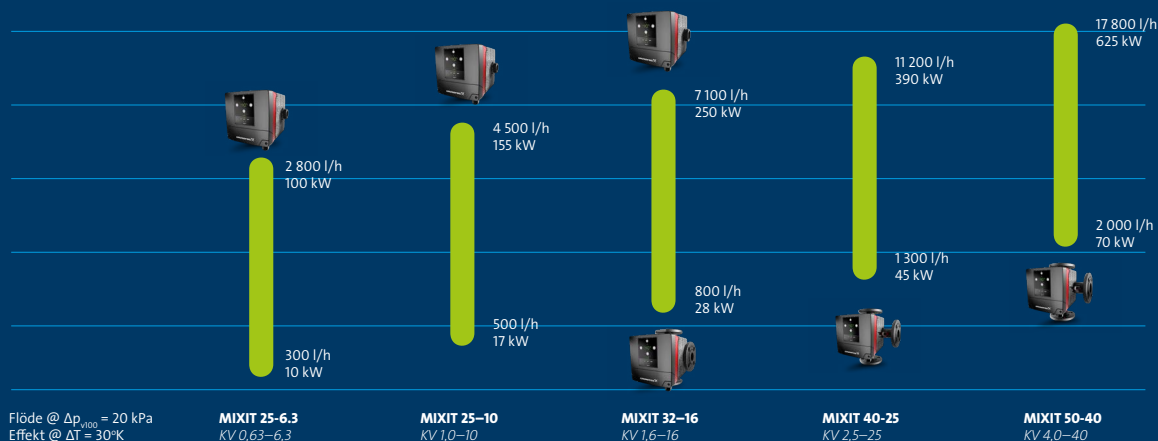 17 800 l/h
625 kW
11 200 l/h
390 kW
7 100 l/h
250 kW
4 500 l/h
155 kW
2 800 l/h
100 kW
2 000 l/h
70 kW
1 300 l/h
45 kW
800 l/h
28 kW
500 l/h
17 kW
300 l/h
10 kW
Flöde @ Δpv100 = 20 kPa
Effekt @ ΔT = 30°K
MIXIT 25-6.3
KV 0,63–6,3
MIXIT 25–10
KV 1,0–10
MIXIT 32–16
KV 1,6–16
MIXIT 40-25
KV 2,5–25
MIXIT 50-40
KV 4,0–40